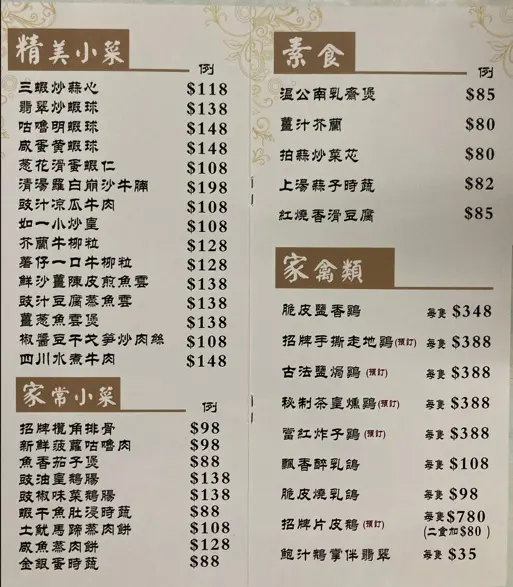 精美小菜
例
三蝦炒蒜心 $118
翡翠炒蝦球 $138
咕嚕明蝦球 $148
咸蛋黄蝦球 $148
葱花滑蛋蝦仁 $108
清湯蘿白崩沙牛腩 $198
豉汁凉瓜牛肉 $108
如一小炒皇 $108
芥蘭牛柳粒 $128
薯仔一口牛柳粒 $128
鮮沙薑陳皮煎魚雲 $138
豉汁豆腐蒸魚雲 $138
薑葱魚雲煲 $138
椒醬豆干戈笋炒肉絲 $108
四川水煮牛肉 $148
家常小菜
例
招牌欖角排骨 $98
新鮮菠蘿咕嚕肉 $98
魚香茄子煲 $88
豉油皇鵝腸 $138
豉椒味菜鵝腸 $138
蝦干魚肚浸時蔬 $88
土魷馬蹄蒸肉餅 $108
咸魚蒸肉餅 $128
金銀蛋時蔬 $88
素食
例
溫公南乳齋煲 $85
薑汁芥蘭 $80
拍蒜炒菜芯 $80
上湯蒜子時蔬 $82
紅燒香滑豆腐 $85
家禽類
脆皮鹽香鷄 每隻 $348
招牌手撕走地鷄(預訂) 每隻 $388
古法鹽焗鷄 (預訂) 每隻 $388
秘制茶皇燻鷄(預訂) 每隻 $388
當紅炸子鷄 (預訂) 每隻 $388
飄香醉乳鴿 每隻 $108
脆皮燒乳鴿 每隻 $98
招牌片皮鵝 (預訂) 每隻 $780
(二食加$80 )
鮑汁鵝掌伴翡翠 每隻 $35